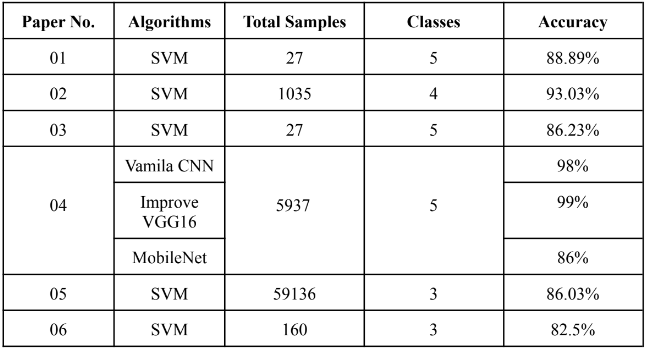 Paper No. Algorithms Total Samples Classes Accuracy
01 SVM 27 5 88.89%
02 SVM 1035 4 93.03%
03 SVM 27 5 86.23%
04 Vamila CNN 5937 5 98%
Improve VGG16 99%
MobileNet 86%
05 SVM 59136 3 86.03%
06 SVM 160 3 82.5%